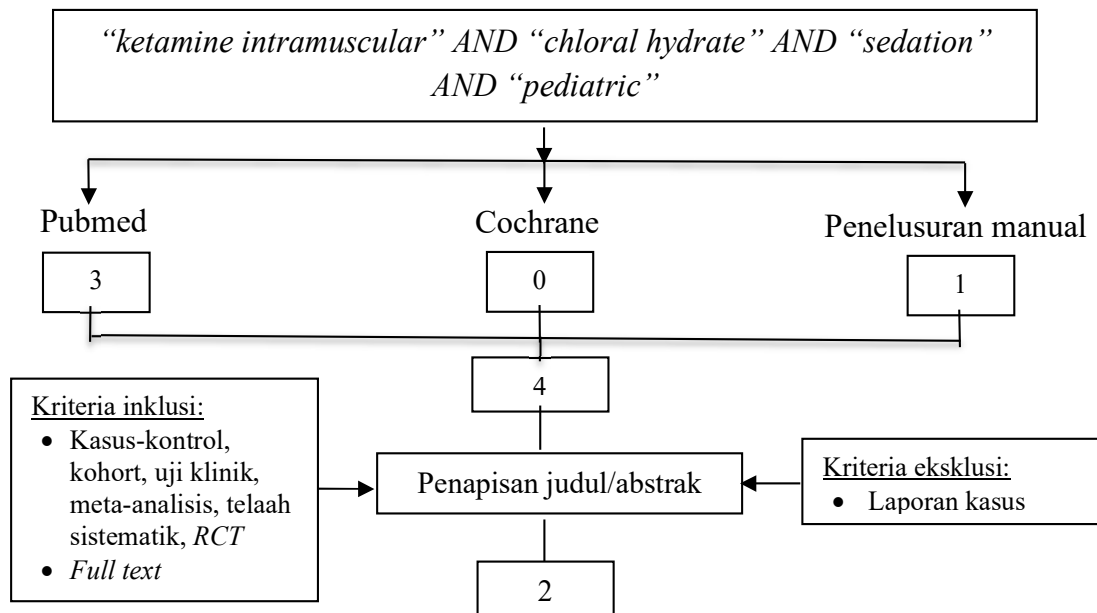 “ketamine intramuscular” AND “chloral hydrate” AND “sedation”
AND “pediatric”
Pubmed
Cochrane
Penelusuran manual
3
0
1
4
Kriteria inklusi:
• Kasus-kontrol,
kohort, uji klinik,
meta-analisis, telaah
sistematik, RCT
• Full text
Penapisan judul/abstrak
Kriteria eksklusi:
• Laporan kasus
2